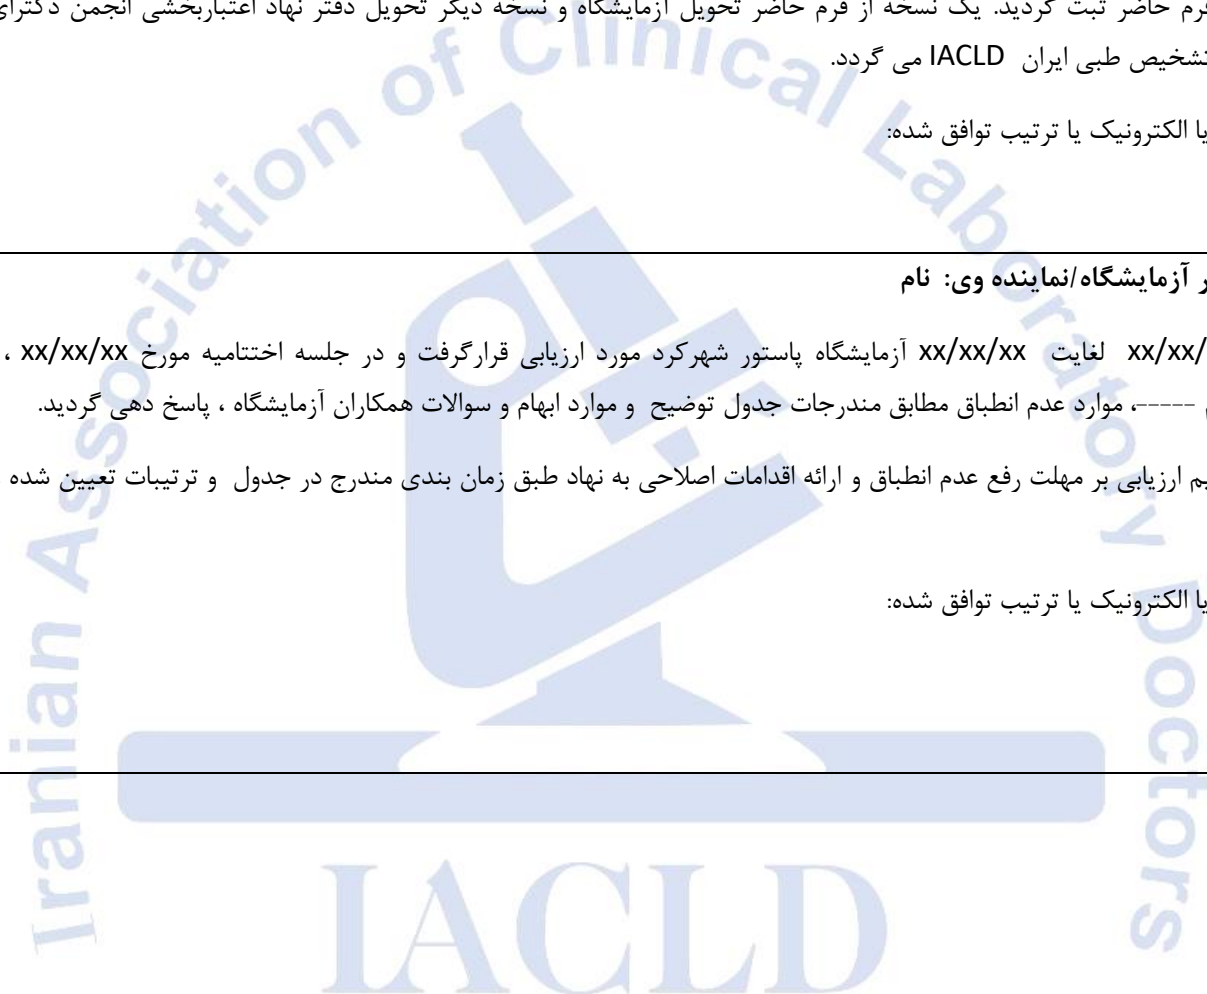 فرم حاضر ثبت گردید. یک نسخه از فرم حاضر تحویل آزمایشگاه و نسخه دیگر تحویل دفتر نهاد اعتباربخشی انجمن دکترای
تشخیص طبی ایران IACLD می گردد.
یا الکترونیک یا ترتیب توافق شده:
ر آزمایشگاه/نماینده وی: نام
xx/xx/ لغایت xx/xx/xx آزمایشگاه پاستور شهرکرد مورد ارزیابی قرارگرفت و در جلسه اختتامیه مورخ xx/xx/xx ،
-----، موارد عدم انطباق مطابق مندرجات جدول توضیح و موارد ابهام و سوالات همکاران آزمایشگاه ، پاسخ دهی گردید.
یم ارزیابی بر مهلت رفع عدم انطباق و ارائه اقدامات اصلاحی به نهاد طبق زمان بندی مندرج در جدول و ترتیبات تعیین شده
یا الکترونیک یا ترتیب توافق شده:
Iranian Association of Clinical Laboratory Doctors
IACLD